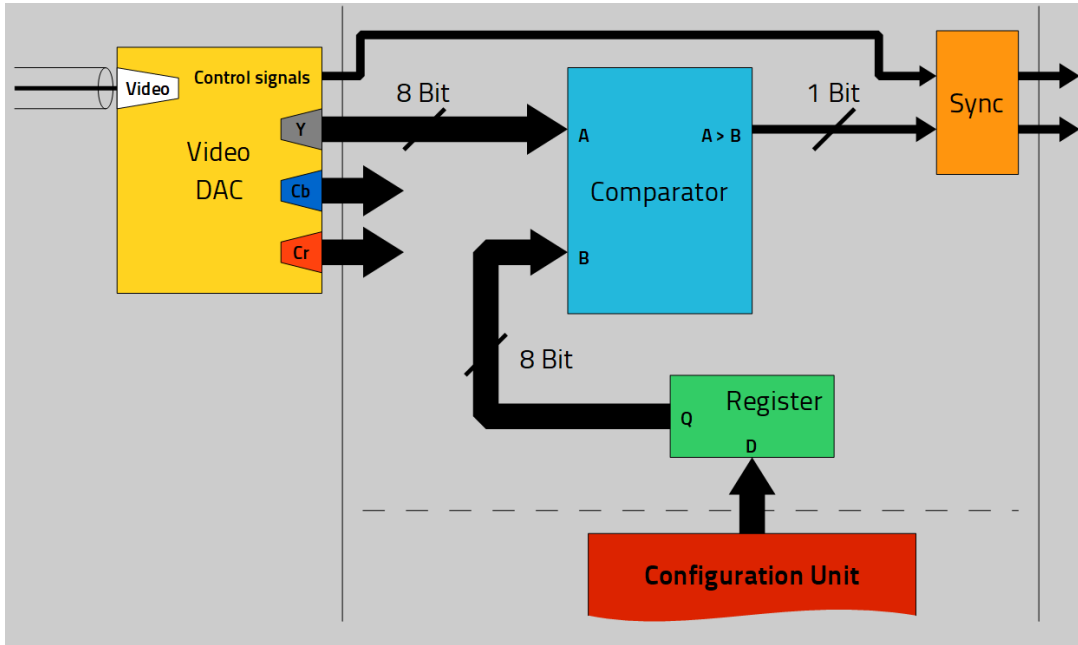 Video
Control signals
Y
Video
DAC
Cb
Cr
8 Bit
A
A > B
Comparator
B
1 Bit
Sync
8 Bit
Register
Q
D
Configuration Unit